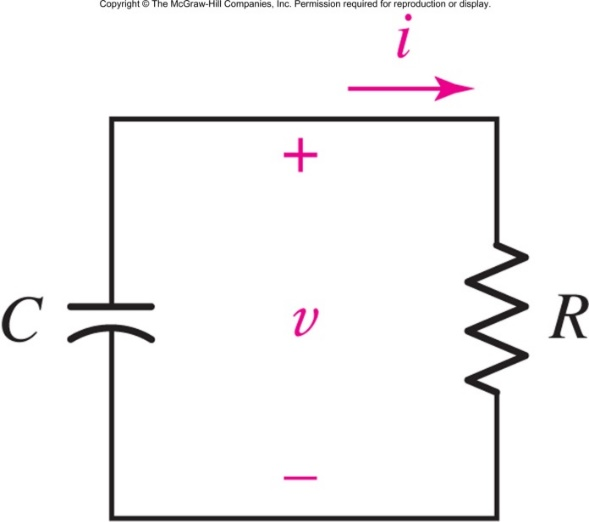 Copyright © The McGraw-Hill Companies, Inc. Permission required for reproduction or display.
i
+
C
v
R
−